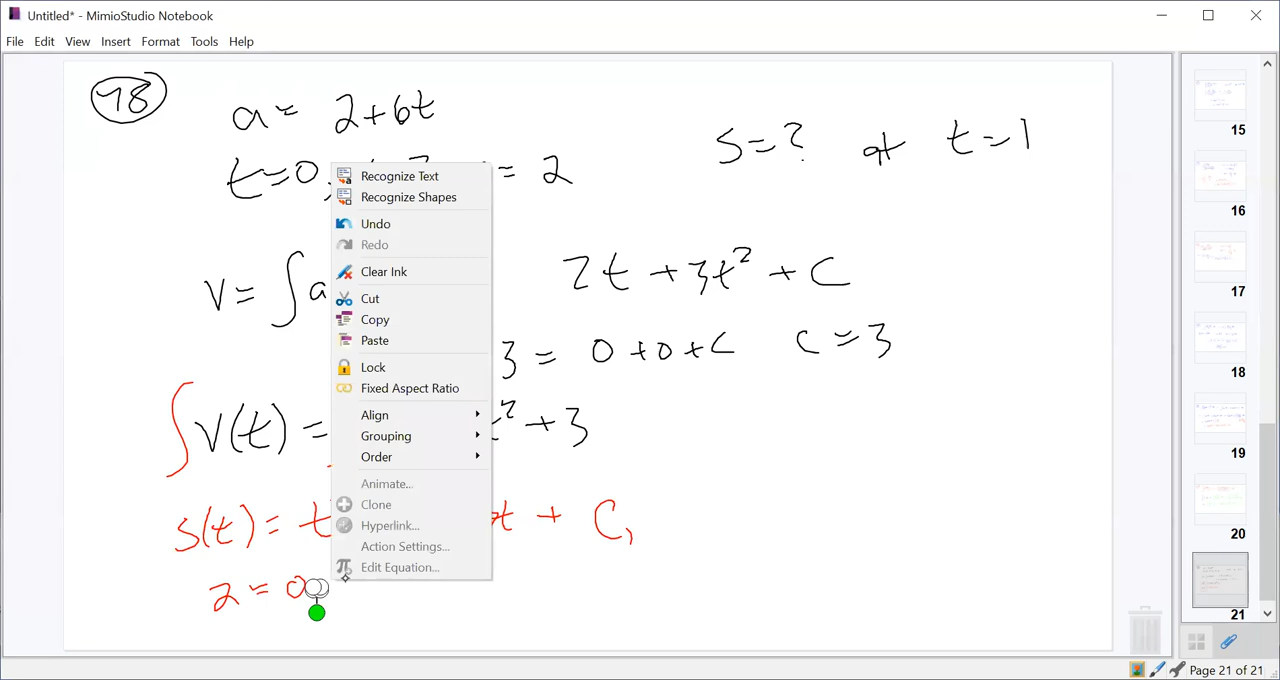 Untitled* - MimioStudio Notebook
File Edit View Insert Format Tools Help
98
a = 2+6t
s = ? at t = 1
t = 0, = 2
v = ∫ a 2t + 3t² + C
3 = 0 + 0 + C C = 3
∫ v(t) = ² + 3
s(t) = t t + C₁
2 = 0
Recognize Text
Recognize Shapes
Undo
Redo
Clear Ink
Cut
Copy
Paste
Lock
Fixed Aspect Ratio
Align
Grouping
Order
Animate...
Clone
Hyperlink...
Action Settings...
Edit Equation...
15
16
17
18
19
20
21
Page 21 of 21